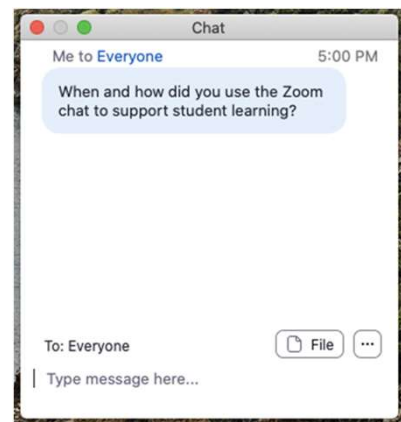 Chat
Me to Everyone 5:00 PM
When and how did you use the Zoom
chat to support student learning?
To: Everyone File ...
Type message here...